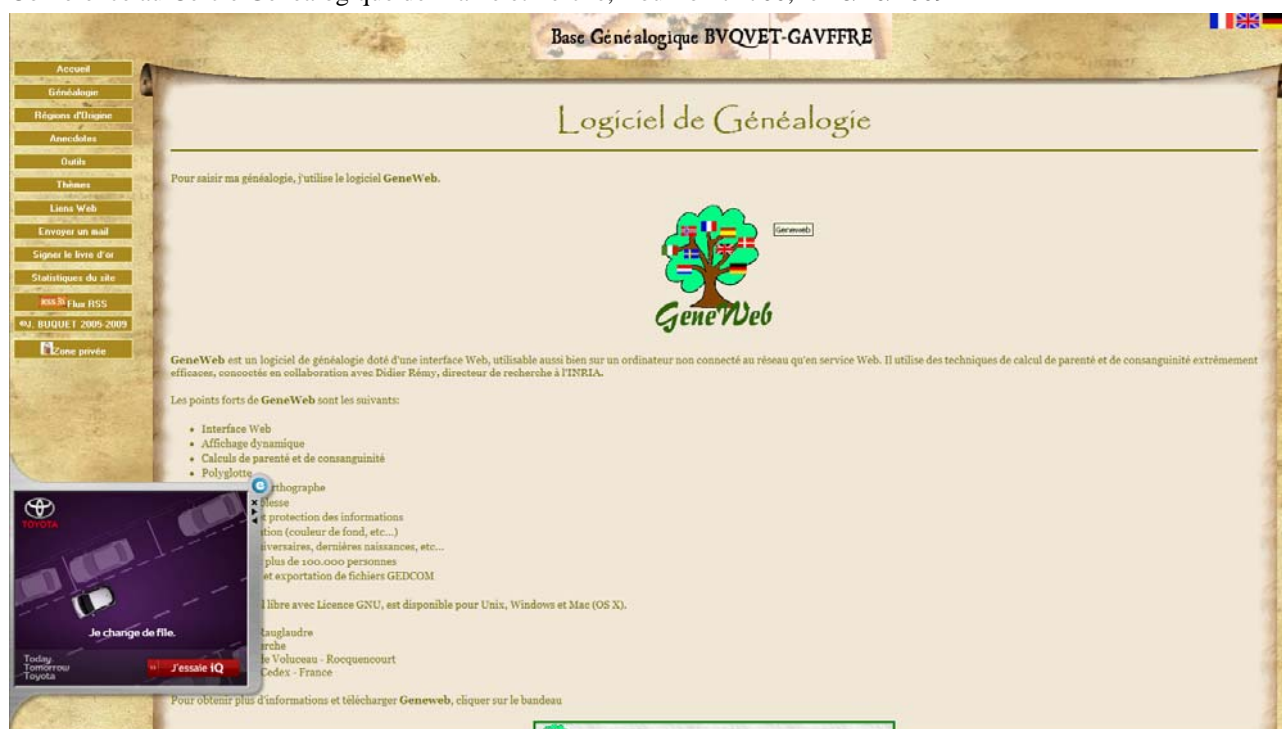 Base Généalogique BVQVET-GAVFFRE
Accueil
Généalogie
Régions d'Origine
Anecdotes
Outils
Thèmes
Liens Web
Envoyer un mail
Signer le livre d'or
Statistiques du site
Flux RSS
©J. BUQUET 2005-2009
Zone privée
Logiciel de Généalogie
Pour saisir ma généalogie, j'utilise le logiciel GeneWeb.
Geneweb
GeneWeb
GeneWeb est un logiciel de généalogie doté d'une interface Web, utilisable aussi bien sur un ordinateur non connecté au réseau qu'en service Web. Il utilise des techniques de calcul de parenté et de consanguinité extrêmement
efficaces, concoctée en collaboration avec Didier Rémy, directeur de recherche à l'INRIA.
Les points forts de GeneWeb sont les suivants:
• Interface Web
• Affichage dynamique
• Calculs de parenté et de consanguinité
• Polyglotte
rthographe
blesse
protection des informations
tion (couleur de fond, etc...)
iversaires, dernières naissances, etc...
plus de 100.000 personnes
et exportation de fichiers GEDCOM
l libre avec Licence GNU, est disponible pour Unix, Windows et Mac (OS X).
Rauglaudre
erche
de Voluceau - Rocquencourt
Cedex - France
Pour obtenir plus d'informations et télécharger Geneweb, cliquer sur le bandeau
TOYOTA
Je change de file.
Today
Tomorrow
Toyota
J'essaie iQ